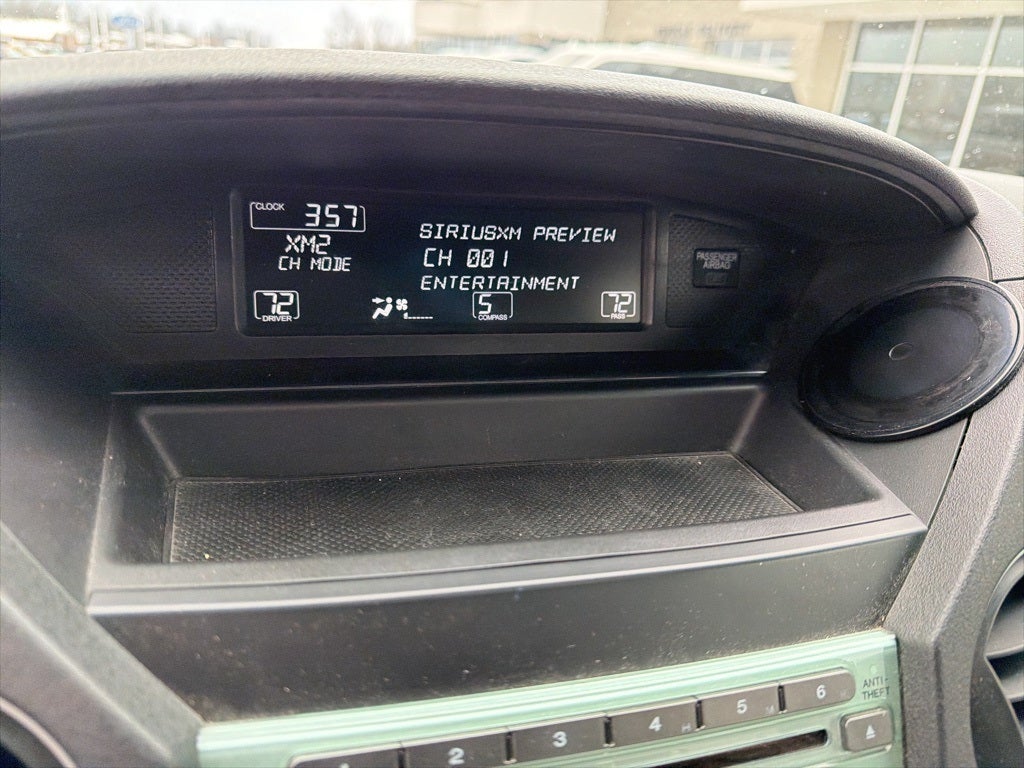 CLOCK 357
XM2
CH MODE
SIRIUSXM PREVIEW
CH 001
ENTERTAINMENT
72
DRIVER
5
COMPASS
72
PASS
PASSENGER
AIRBAG
1 2 3 4 H 5 M 6 M
ANTI-
THEFT